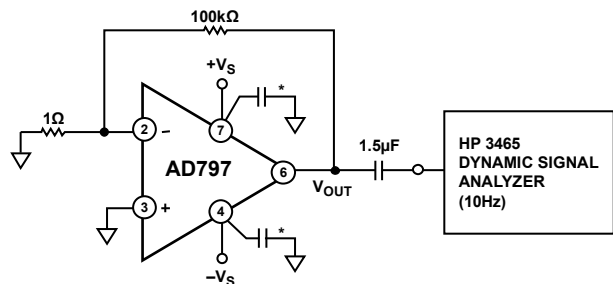 100kΩ
+VS
*
1Ω
2
-
7
1.5µF
HP 3465
DYNAMIC SIGNAL
ANALYZER
(10Hz)
AD797
6
VOUT
3
+
4
*
–VS